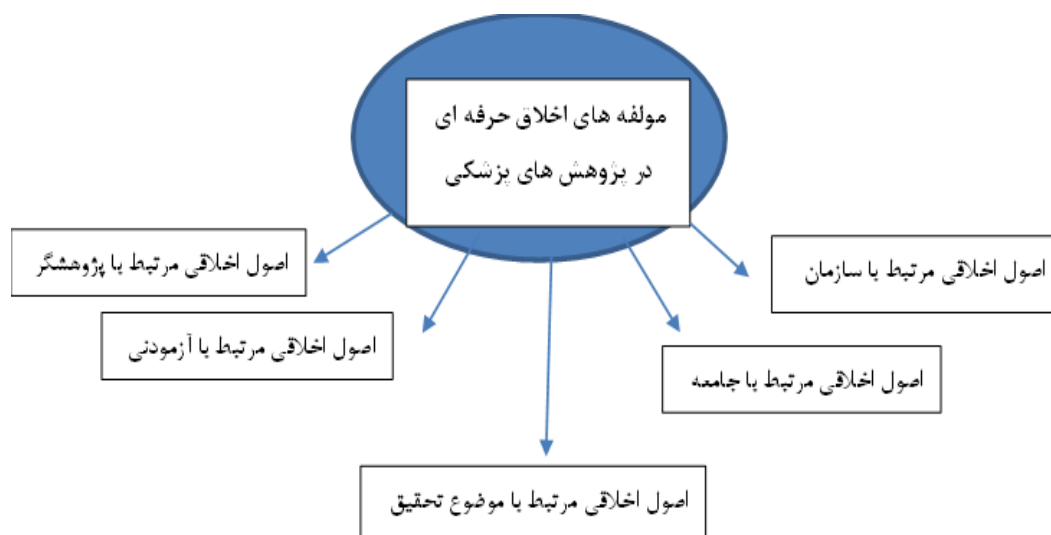 مولفه های اخلاق حرفه ای
در پژوهش های پزشکی
اصول اخلاقی مرتبط با سازمان
اصول اخلاقی مرتبط با پژوهشگر
اصول اخلاقی مرتبط با جامعه
اصول اخلاقی مرتبط با آزمودنی
اصول اخلاقی مرتبط با موضوع تحقیق